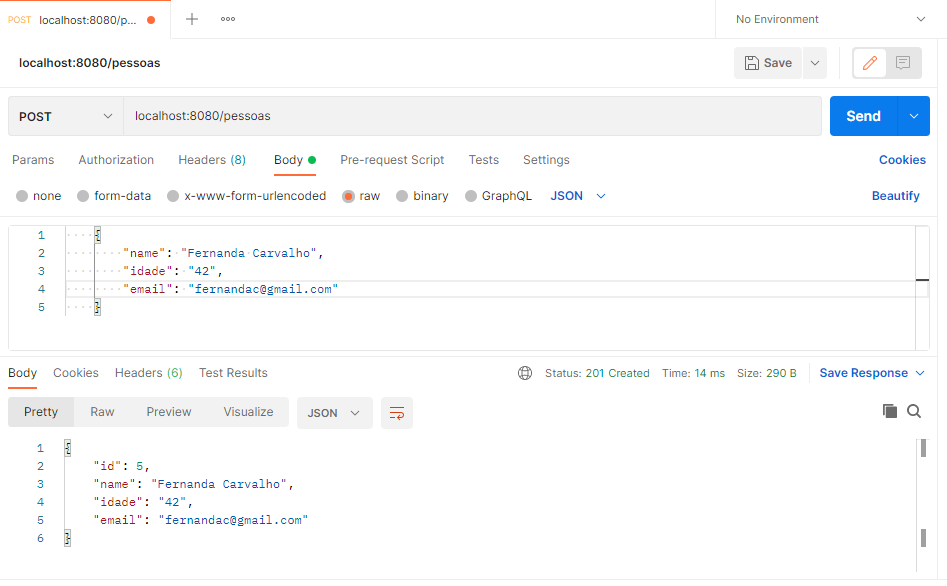 POST localhost:8080/p...
No Environment
localhost:8080/pessoas
Save
POST localhost:8080/pessoas Send
Params Authorization Headers (8) Body Pre-request Script Tests Settings Cookies
none form-data x-www-form-urlencoded raw binary GraphQL JSON Beautify
1 {
2 "name": "Fernanda Carvalho",
3 "idade": "42",
4 "email": "fernandac@gmail.com"
5 }
Body Cookies Headers (6) Test Results Status: 201 Created Time: 14 ms Size: 290 B Save Response
Pretty Raw Preview Visualize JSON
1 {
2 "id": 5,
3 "name": "Fernanda Carvalho",
4 "idade": "42",
5 "email": "fernandac@gmail.com"
6 }